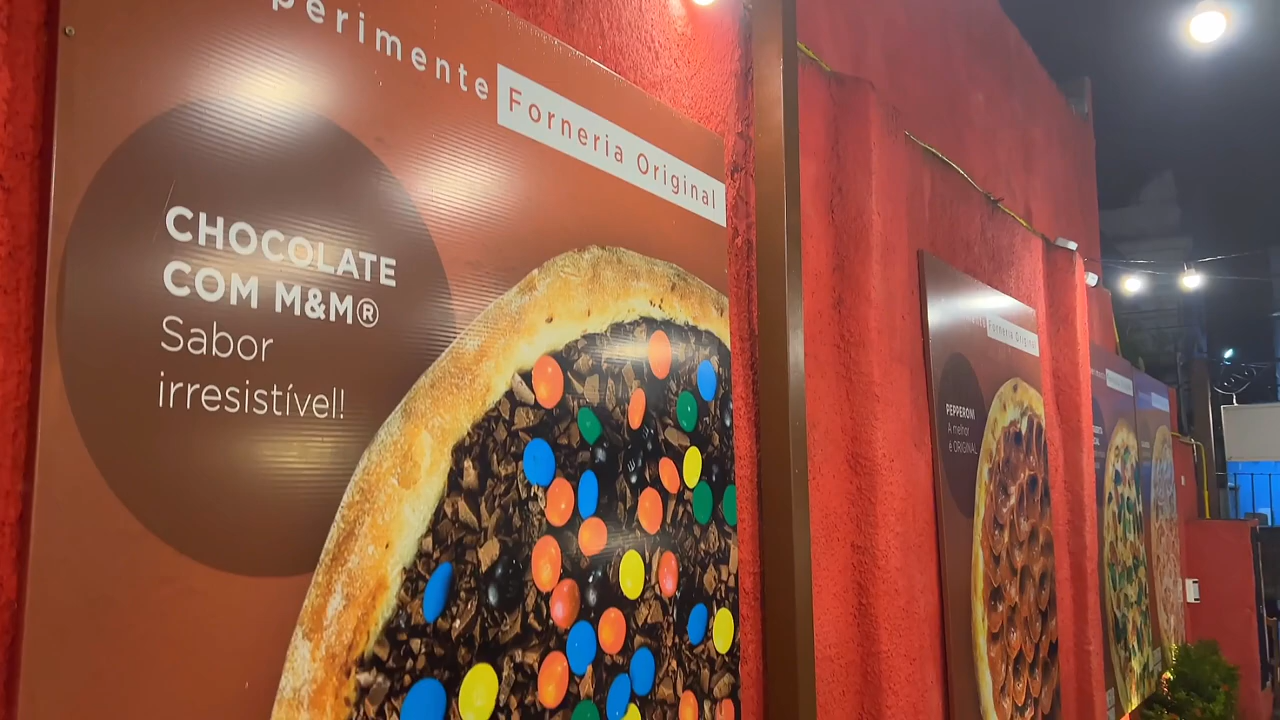 perimente Forneria Original
CHOCOLATE
COM M&M®
Sabor
irresistível!
Forneria Original
PEPPERONI
A melhor
é ORIGINAL